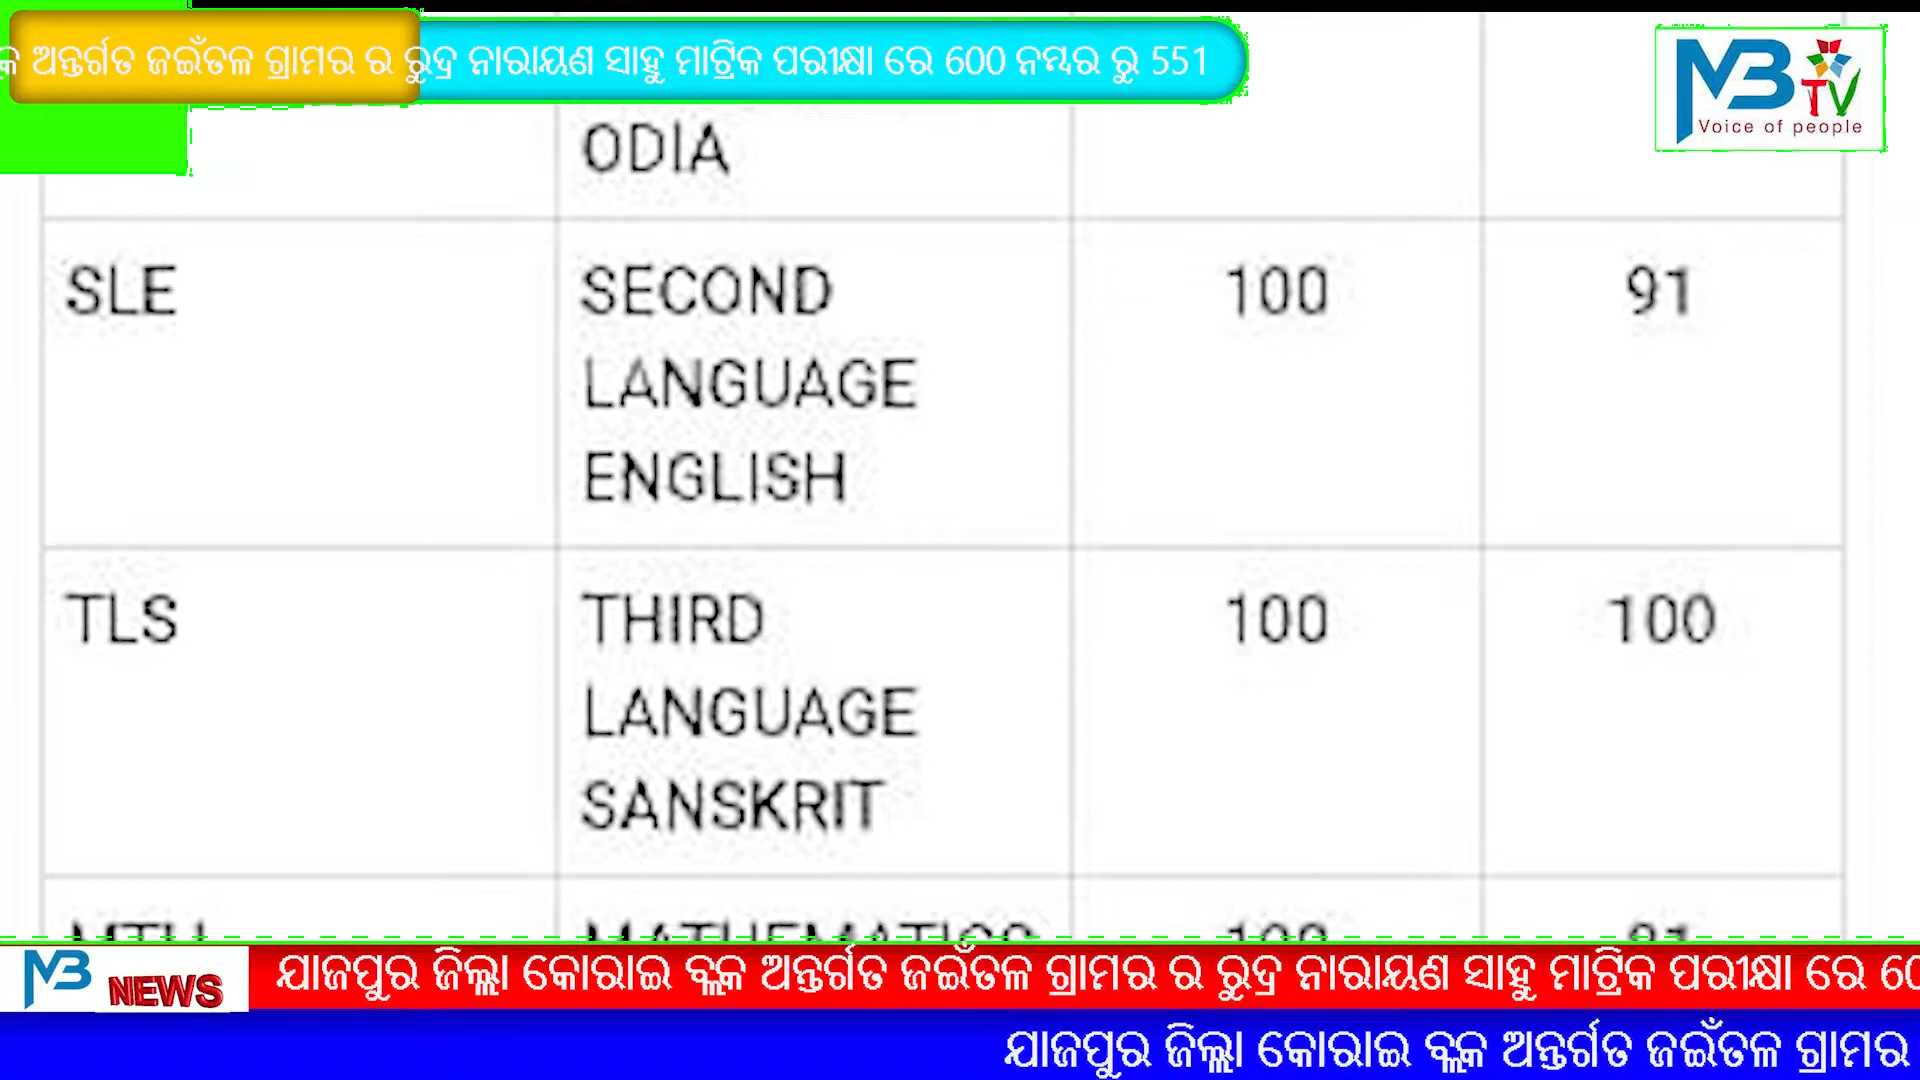 ଅନ୍ତର୍ଗତ ଜଇଁତଳ ଗ୍ରାମର ର ରୁଦ୍ର ନାରାୟଣ ସାହୁ ମାଟ୍ରିକ ପରୀକ୍ଷା ରେ 600 ନମ୍ବର ରୁ 551
MB TV
Voice of people
ODIA
SLE SECOND 100 91
LANGUAGE
ENGLISH
TLS THIRD 100 100
LANGUAGE
SANSKRIT
MATHEMATICS
MB NEWS ଯାଜପୁର ଜିଲ୍ଲା କୋରାଇ ବ୍ଲକ ଅନ୍ତର୍ଗତ ଜଇଁତଳ ଗ୍ରାମର ର ରୁଦ୍ର ନାରାୟଣ ସାହୁ ମାଟ୍ରିକ ପରୀକ୍ଷା ରେ
ଯାଜପୁର ଜିଲ୍ଲା କୋରାଇ ବ୍ଲକ ଅନ୍ତର୍ଗତ ଜଇଁତଳ ଗ୍ରାମର